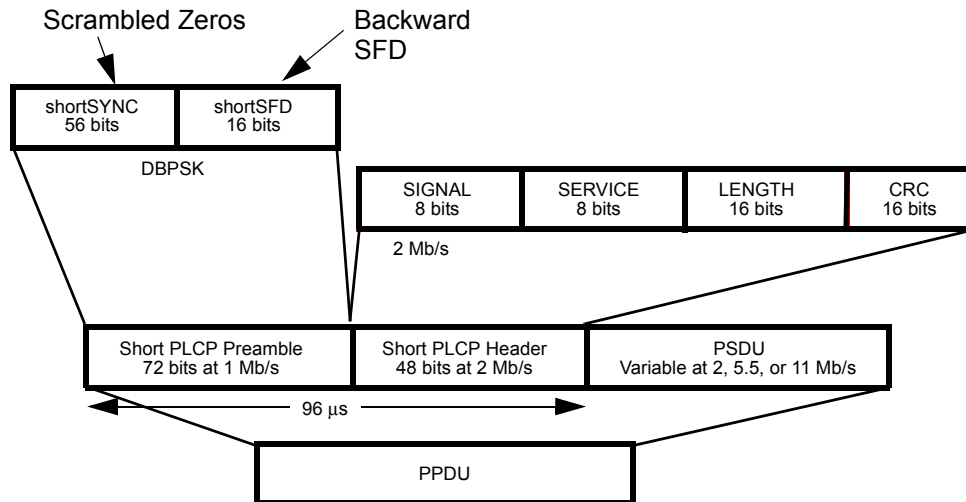 Scrambled Zeros
Backward
SFD
shortSYNC
56 bits
shortSFD
16 bits
DBPSK
SIGNAL
8 bits
SERVICE
8 bits
LENGTH
16 bits
CRC
16 bits
2 Mb/s
Short PLCP Preamble
72 bits at 1 Mb/s
Short PLCP Header
48 bits at 2 Mb/s
PSDU
Variable at 2, 5.5, or 11 Mb/s
96 μs
PPDU